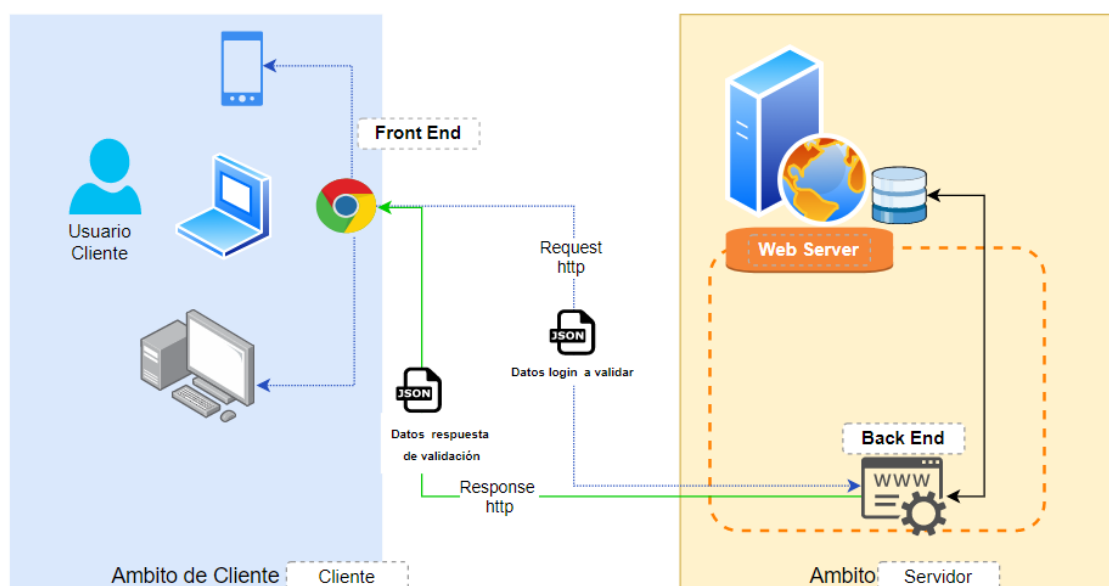 Front End
Usuario
Cliente
Request
http
JSON
Datos login a validar
JSON
Datos respuesta
de validación
Response
http
Ambito de Cliente
Cliente
Web Server
Back End
WWW
Ambito
Servidor